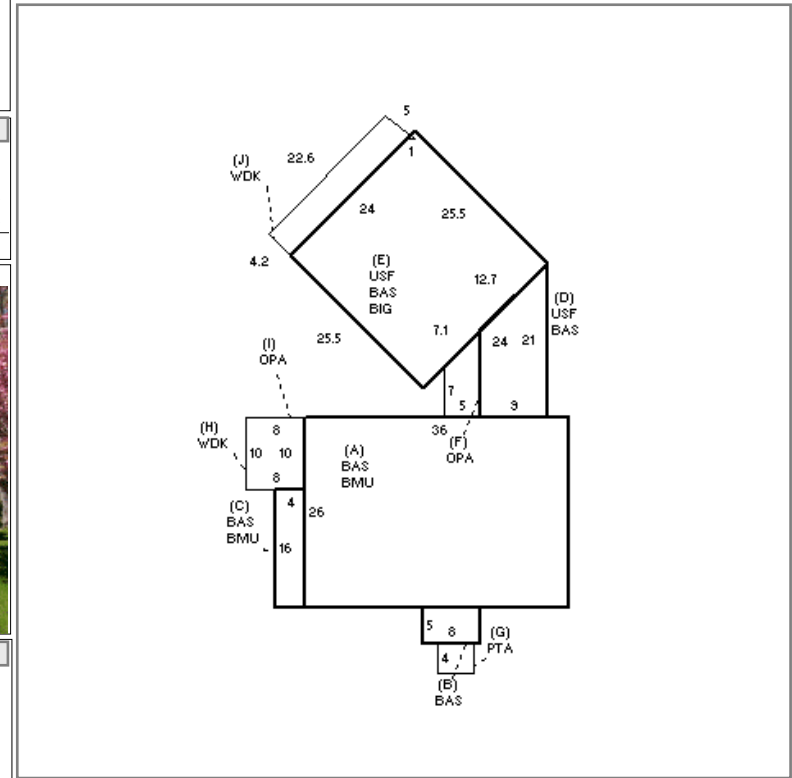 5
1
(J)
WDK
22.6
24
25.5
4.2
(E)
USF
BAS
BIG
12.7
(D)
USF
BAS
25.5
7.1
24
21
(I)
OPA
7
5
9
(H)
WDK
8
10
10
8
36
(F)
OPA
(A)
BAS
BMU
(C)
BAS
BMU
4
26
16
5
8
(G)
PTA
4
(B)
BAS